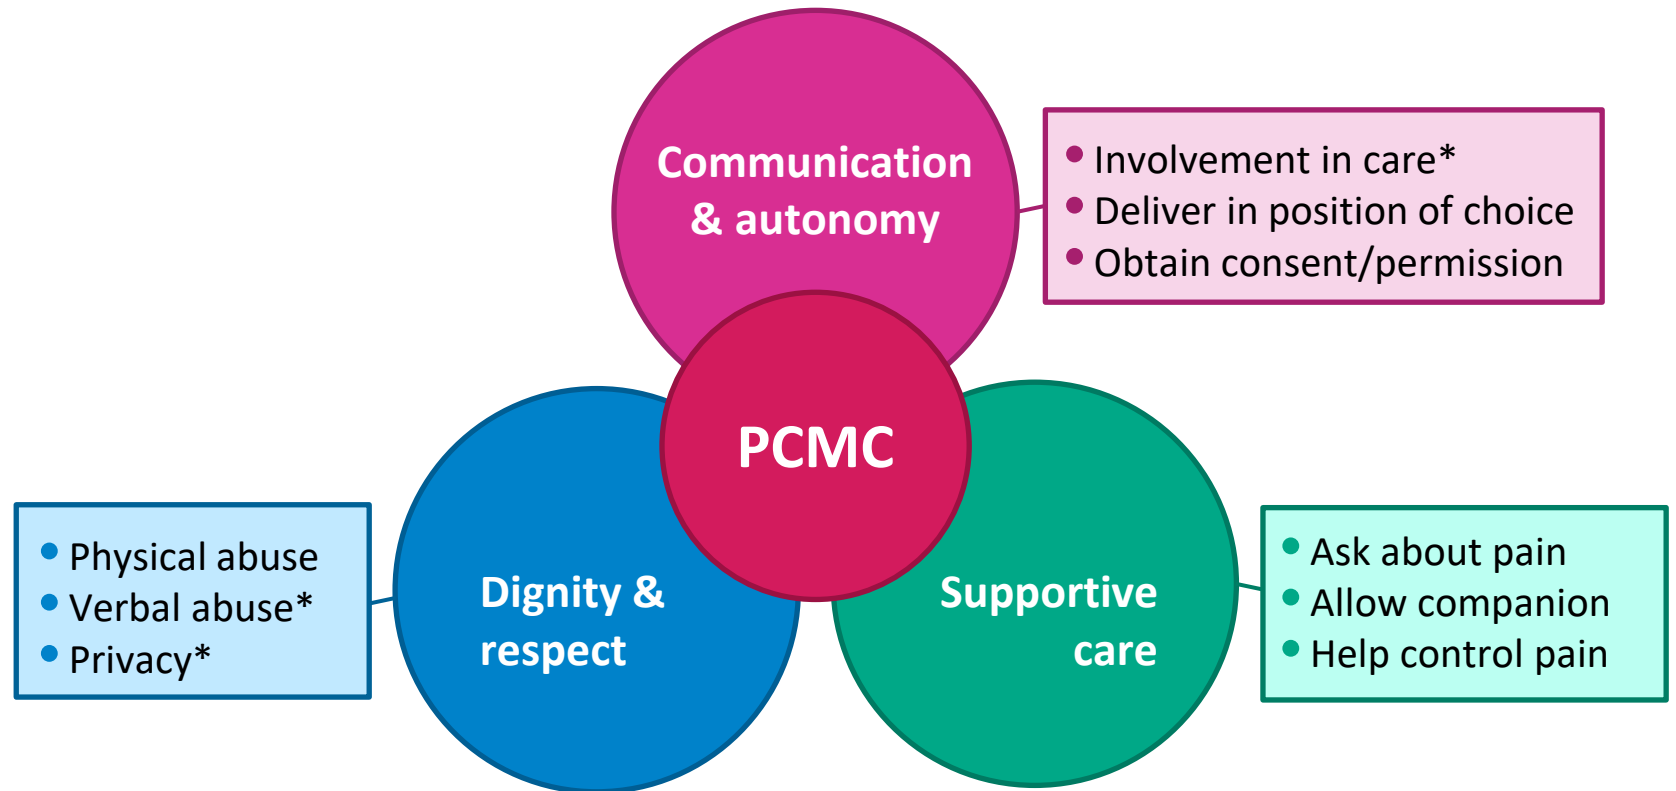 Communication
& autonomy
• Involvement in care*
• Deliver in position of choice
• Obtain consent/permission
PCMC
• Physical abuse
• Verbal abuse*
• Privacy*
Dignity &
respect
Supportive
care
• Ask about pain
• Allow companion
• Help control pain